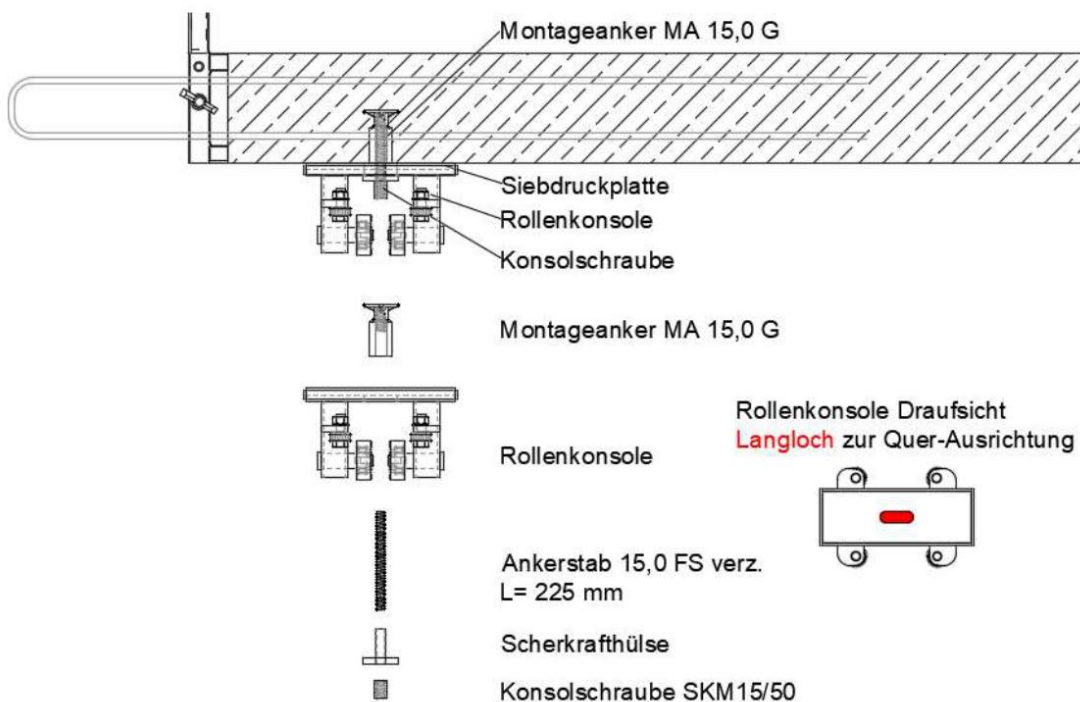 Montageanker MA 15,0 G
Siebdruckplatte
Rollenkonsole
Konsolschraube
Montageanker MA 15,0 G
Rollenkonsole Draufsicht
Langloch zur Quer-Ausrichtung
Rollenkonsole
Ankerstab 15,0 FS verz.
L= 225 mm
Scherkrafthülse
Konsolschraube SKM15/50